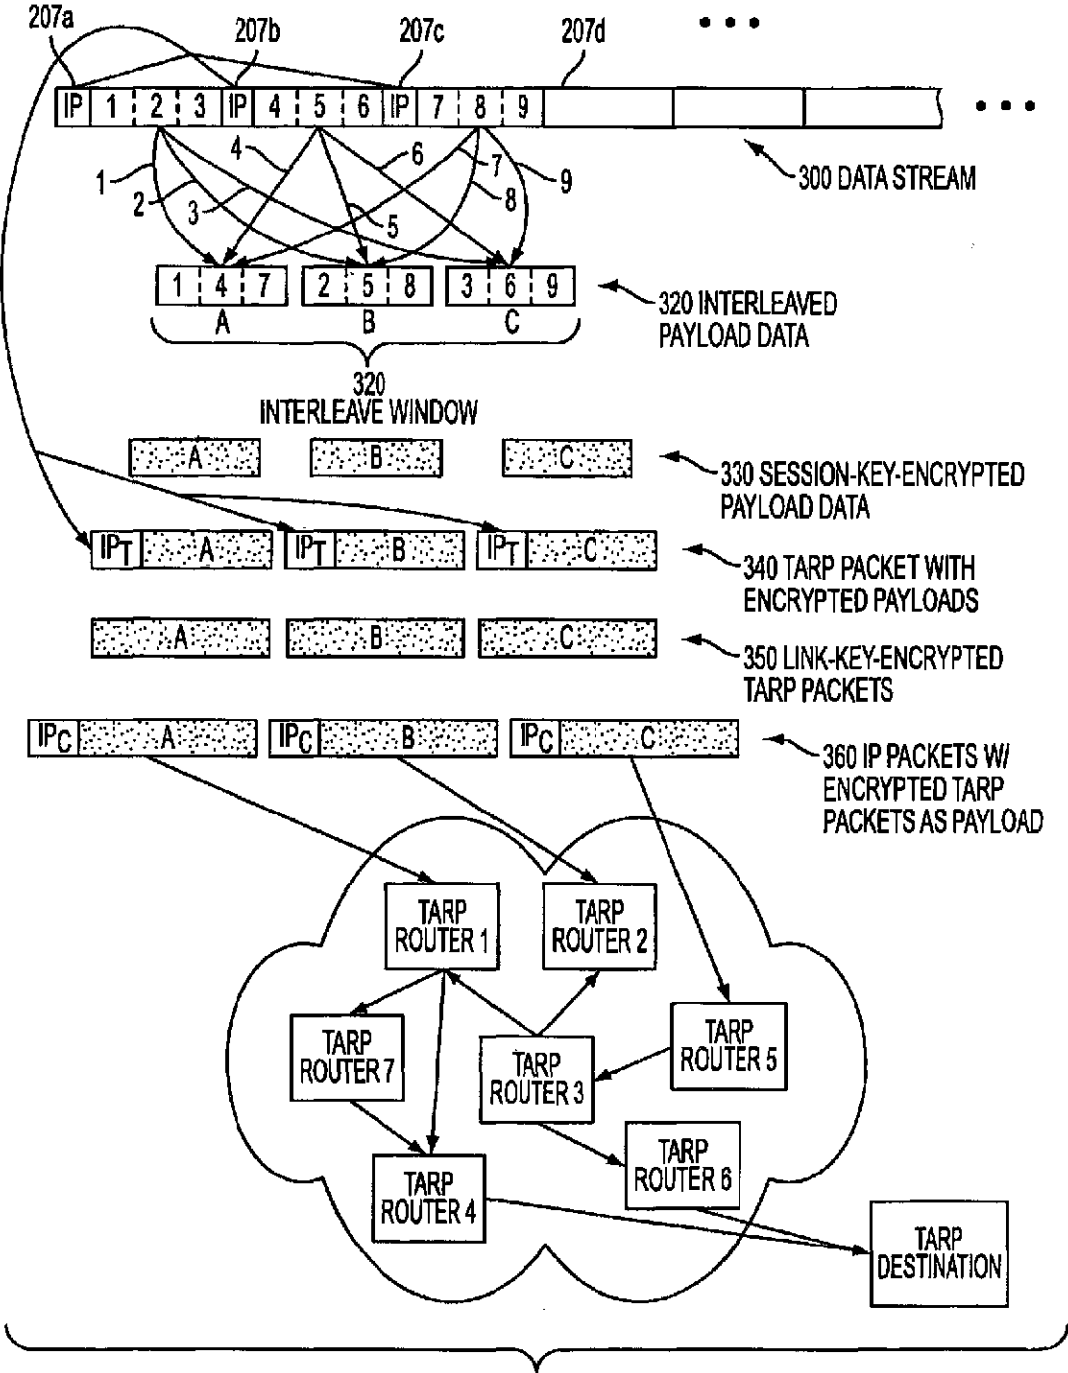 207a
207b
207c
207d
• • •
IP 1 2 3 IP 4 5 6 IP 7 8 9
• • •
1 2 3 4 5 6 7 8 9
300 DATA STREAM
1 4 7 2 5 8 3 6 9
A B C
320 INTERLEAVED
PAYLOAD DATA
320
INTERLEAVE WINDOW
A B C
330 SESSION-KEY-ENCRYPTED
PAYLOAD DATA
IPT A IPT B IPT C
340 TARP PACKET WITH
ENCRYPTED PAYLOADS
A B C
350 LINK-KEY-ENCRYPTED
TARP PACKETS
IPC A IPC B IPC C
360 IP PACKETS W/
ENCRYPTED TARP
PACKETS AS PAYLOAD
TARP
ROUTER 1
TARP
ROUTER 2
TARP
ROUTER 5
TARP
ROUTER 7
TARP
ROUTER 3
TARP
ROUTER 6
TARP
ROUTER 4
TARP
DESTINATION